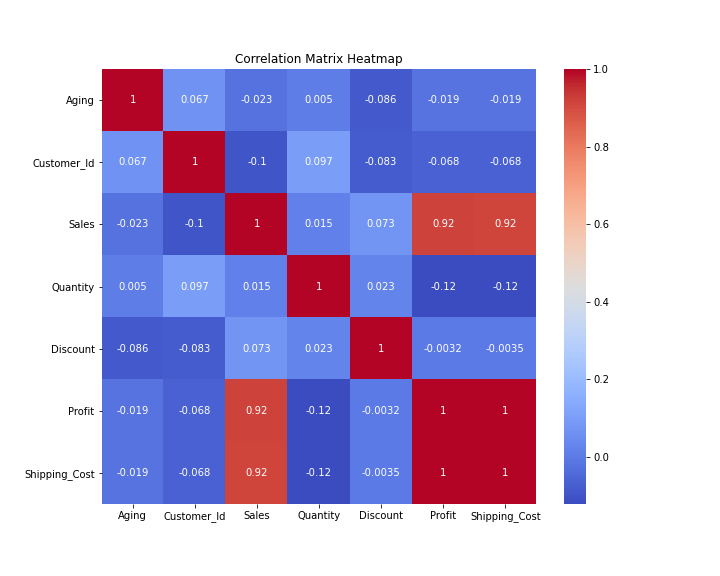 Correlation Matrix Heatmap
Aging 1 0.067 -0.023 0.005 -0.086 -0.019 -0.019
Customer_Id 0.067 1 -0.1 0.097 -0.083 -0.068 -0.068
Sales -0.023 -0.1 1 0.015 0.073 0.92 0.92
Quantity 0.005 0.097 0.015 1 0.023 -0.12 -0.12
Discount -0.086 -0.083 0.073 0.023 1 -0.0032 -0.0035
Profit -0.019 -0.068 0.92 -0.12 -0.0032 1 1
Shipping_Cost -0.019 -0.068 0.92 -0.12 -0.0035 1 1
Aging Customer_Id Sales Quantity Discount Profit Shipping_Cost
1.0
0.8
0.6
0.4
0.2
0.0